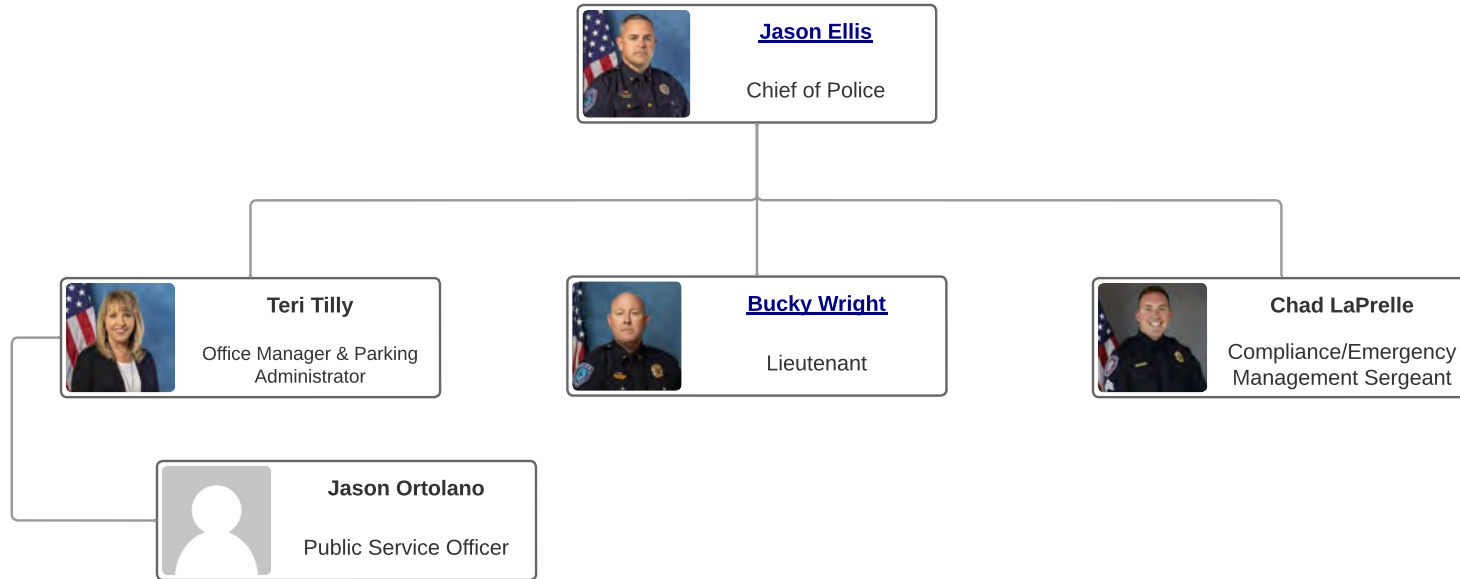 Jason Ellis
Chief of Police
Teri Tilly
Office Manager & Parking
Administrator
Bucky Wright
Lieutenant
Chad LaPrelle
Compliance/Emergency
Management Sergeant
Jason Ortolano
Public Service Officer